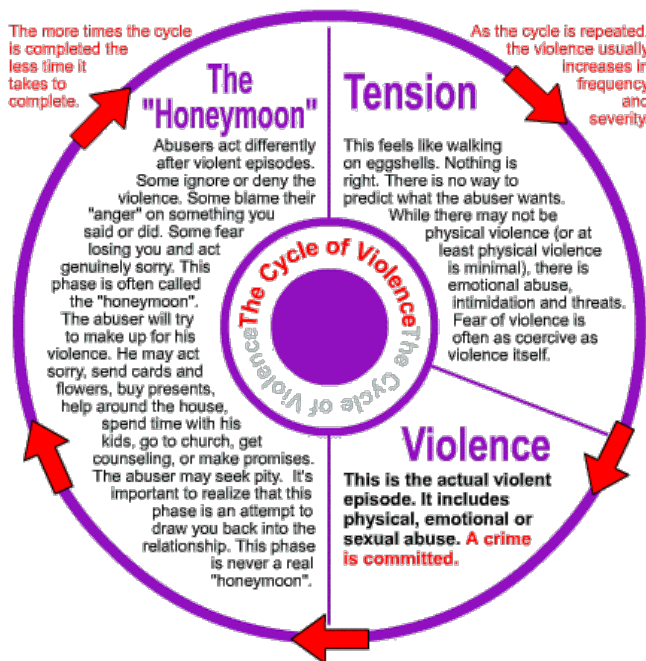 The more times the cycle
is completed the
less time it
takes to
complete.
As the cycle is repeated,
the violence usually
increases in
frequency
and
severity.
The
"Honeymoon"
Abusers act differently
after violent episodes.
Some ignore or deny the
violence. Some blame their
"anger" on something you
said or did. Some fear
losing you and act
genuinely sorry. This
phase is often called
the "honeymoon".
The abuser will try
to make up for his
violence. He may act
sorry, send cards and
flowers, buy presents,
help around the house,
spend time with his
kids, go to church, get
counseling, or make promises.
The abuser may seek pity. It's
important to realize that this
phase is an attempt to
draw you back into the
relationship. This phase
is never a real
"honeymoon".
Tension
This feels like walking
on eggshells. Nothing is
right. There is no way to
predict what the abuser wants.
While there may not be
physical violence (or at
least physical violence
is minimal), there is
emotional abuse,
intimidation and threats.
Fear of violence is
often as coercive as
violence itself.
The Cycle of Violence
The Cycle of Violence
Violence
This is the actual violent
episode. It includes
physical, emotional or
sexual abuse. A crime
is committed.